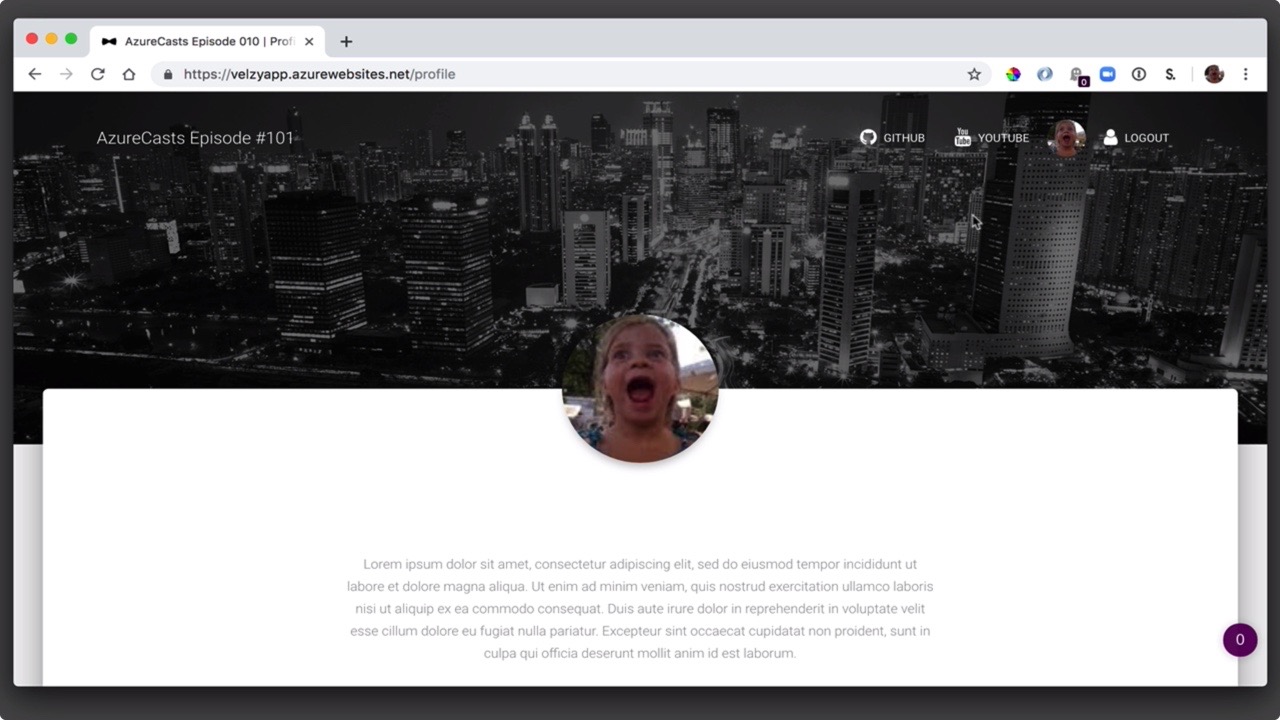 AzureCasts Episode 010 | Prof
https://velzyapp.azurewebsites.net/profile
0
S.
AzureCasts Episode #101
GITHUB
You Tube
YOUTUBE
LOGOUT
Lorem ipsum dolor sit amet, consectetur adipiscing elit, sed do eiusmod tempor incididunt ut
labore et dolore magna aliqua. Ut enim ad minim veniam, quis nostrud exercitation ullamco laboris
nisi ut aliquip ex ea commodo consequat. Duis aute irure dolor in reprehenderit in voluptate velit
esse cillum dolore eu fugiat nulla pariatur. Excepteur sint occaecat cupidatat non proident, sunt in
culpa qui officia deserunt mollit anim id est laborum.
0